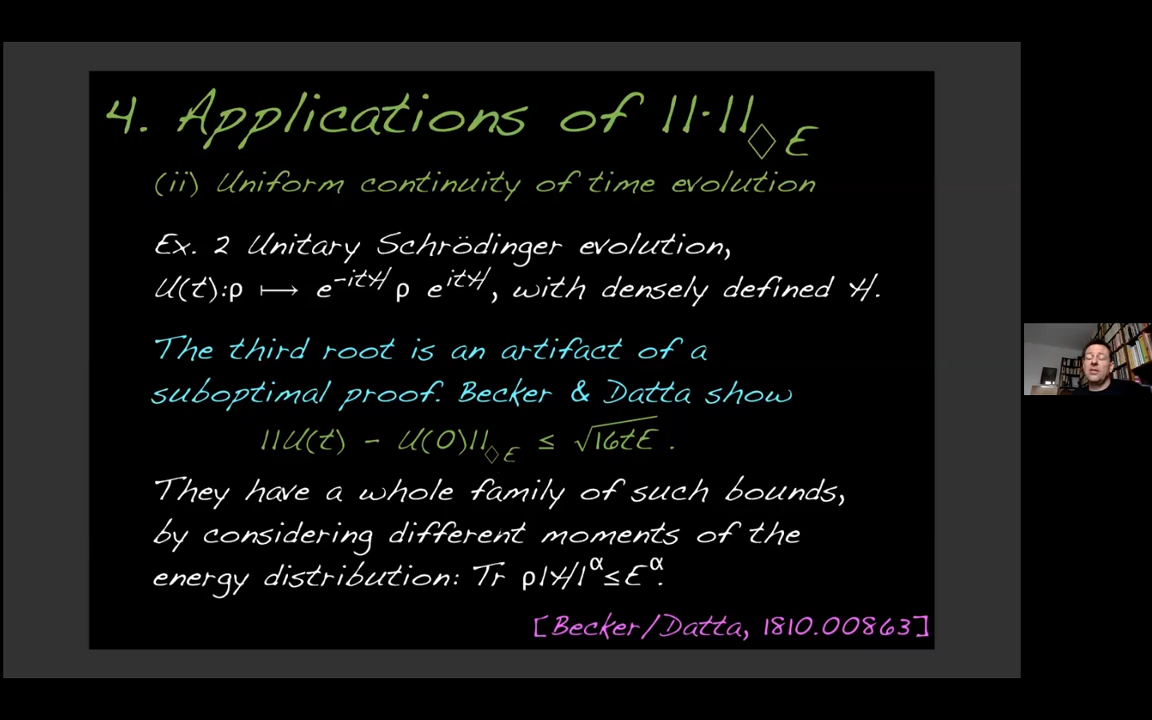 4. Applications of ||·||◇E
(ii) Uniform continuity of time evolution
Ex. 2 Unitary Schrödinger evolution,
U(t):ρ ⟼ e^{-itH} ρ e^{itH}, with densely defined H.
The third root is an artifact of a
suboptimal proof. Becker & Datta show
||U(t) - U(0)||◇E ≤ √16tE .
They have a whole family of such bounds,
by considering different moments of the
energy distribution: Tr ρ|H|^α≤E^α.
[Becker/Datta, 1810.00863]